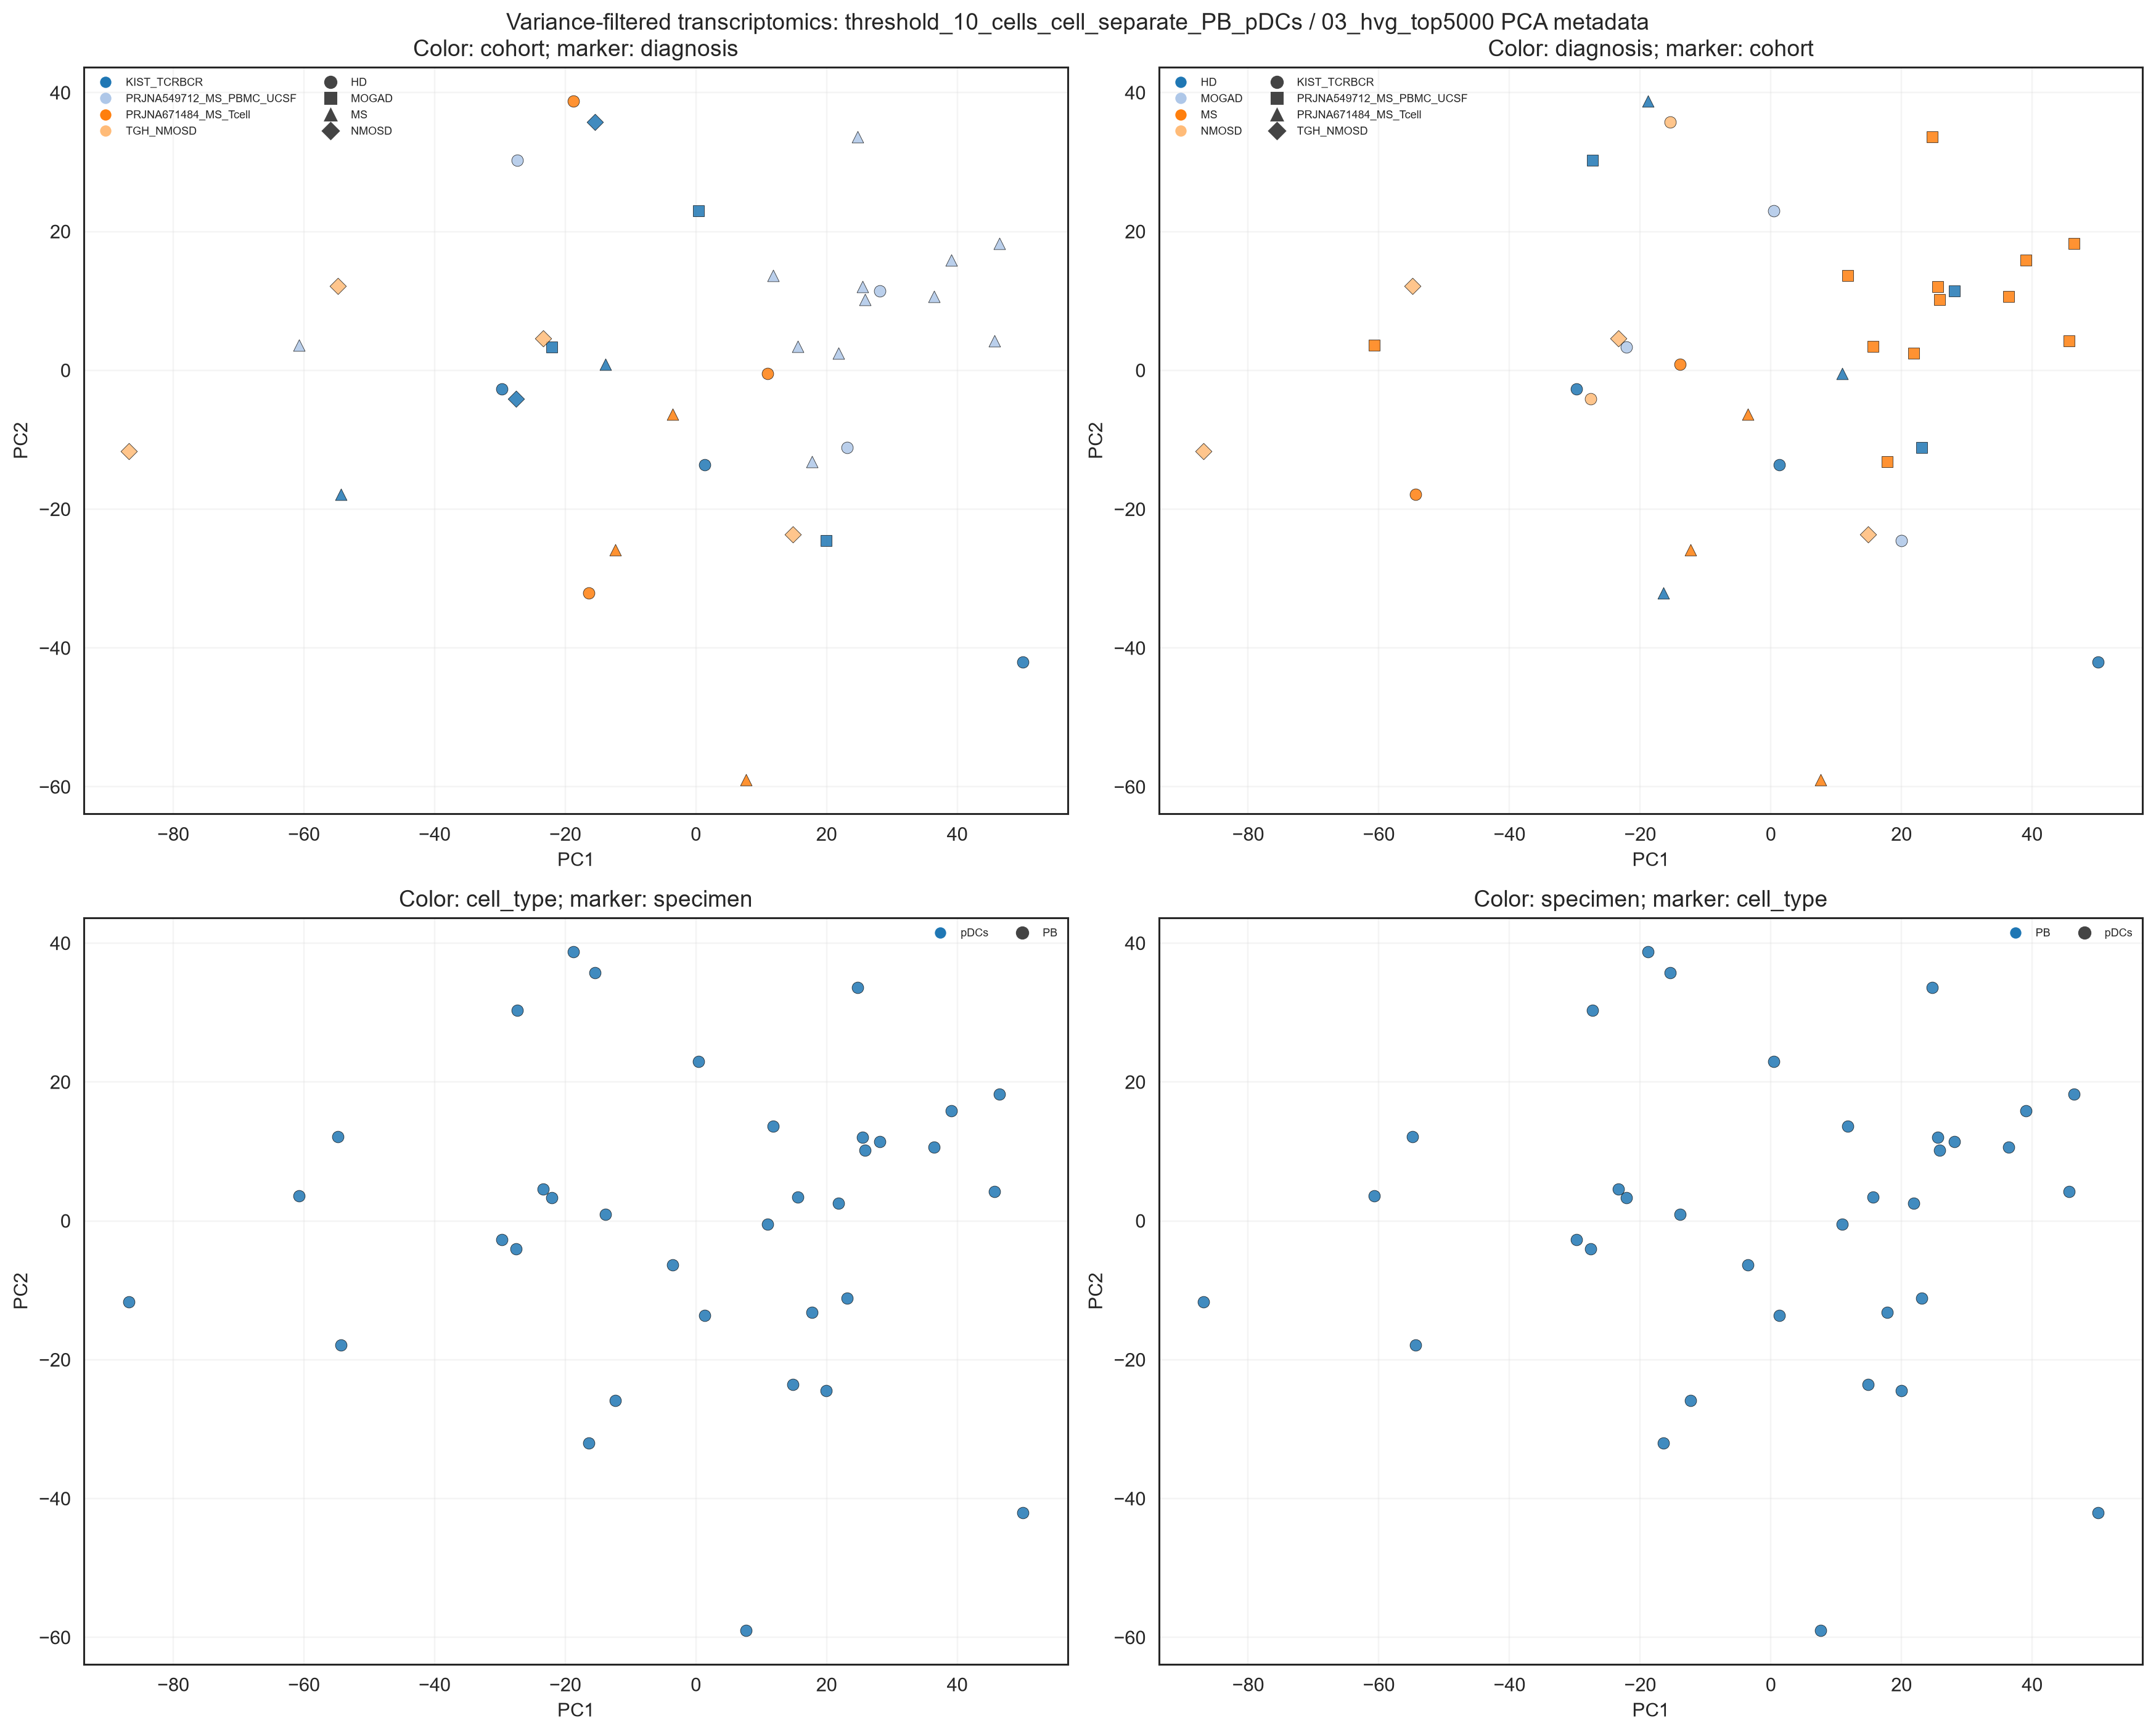 Variance-filtered transcriptomics: threshold_10_cells_cell_separate_PB_pDCs / 03_hvg_top5000 PCA metadata
Color: cohort; marker: diagnosis
KIST_TCRBCR
PRJNA549712_MS_PBMC_UCSF
PRJNA671484_MS_Tcell
TGH_NMOSD
HD
MOGAD
MS
NMOSD
40
20
0
−20
−40
−60
PC2
−80
−60
−40
−20
0
20
40
PC1
Color: diagnosis; marker: cohort
HD
MOGAD
MS
NMOSD
KIST_TCRBCR
PRJNA549712_MS_PBMC_UCSF
PRJNA671484_MS_Tcell
TGH_NMOSD
40
20
0
−20
−40
−60
PC2
−80
−60
−40
−20
0
20
40
PC1
Color: cell_type; marker: specimen
pDCs
PB
40
20
0
−20
−40
−60
PC2
−80
−60
−40
−20
0
20
40
PC1
Color: specimen; marker: cell_type
PB
pDCs
40
20
0
−20
−40
−60
PC2
−80
−60
−40
−20
0
20
40
PC1